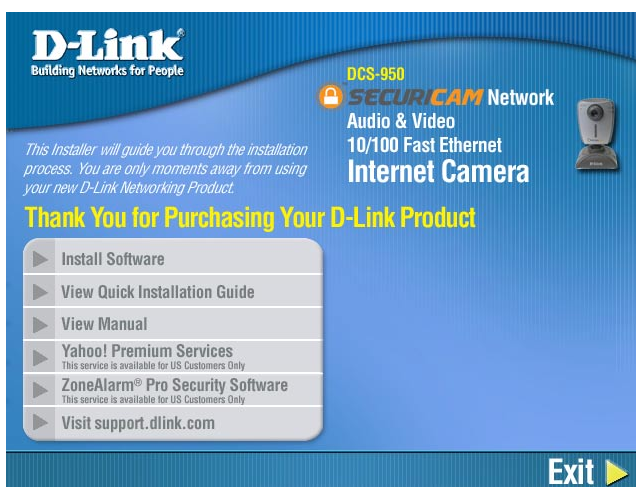 D-Link®
Building Networks for People
DCS-950
SECURICAM Network
Audio & Video
10/100 Fast Ethernet
Internet Camera
D-Link
This Installer will guide you through the installation
process. You are only moments away from using
your new D-Link Networking Product.
Thank You for Purchasing Your D-Link Product
Install Software
View Quick Installation Guide
View Manual
Yahoo! Premium Services
This service is available for US Customers Only
ZoneAlarm® Pro Security Software
This service is available for US Customers Only
Visit support.dlink.com
Exit